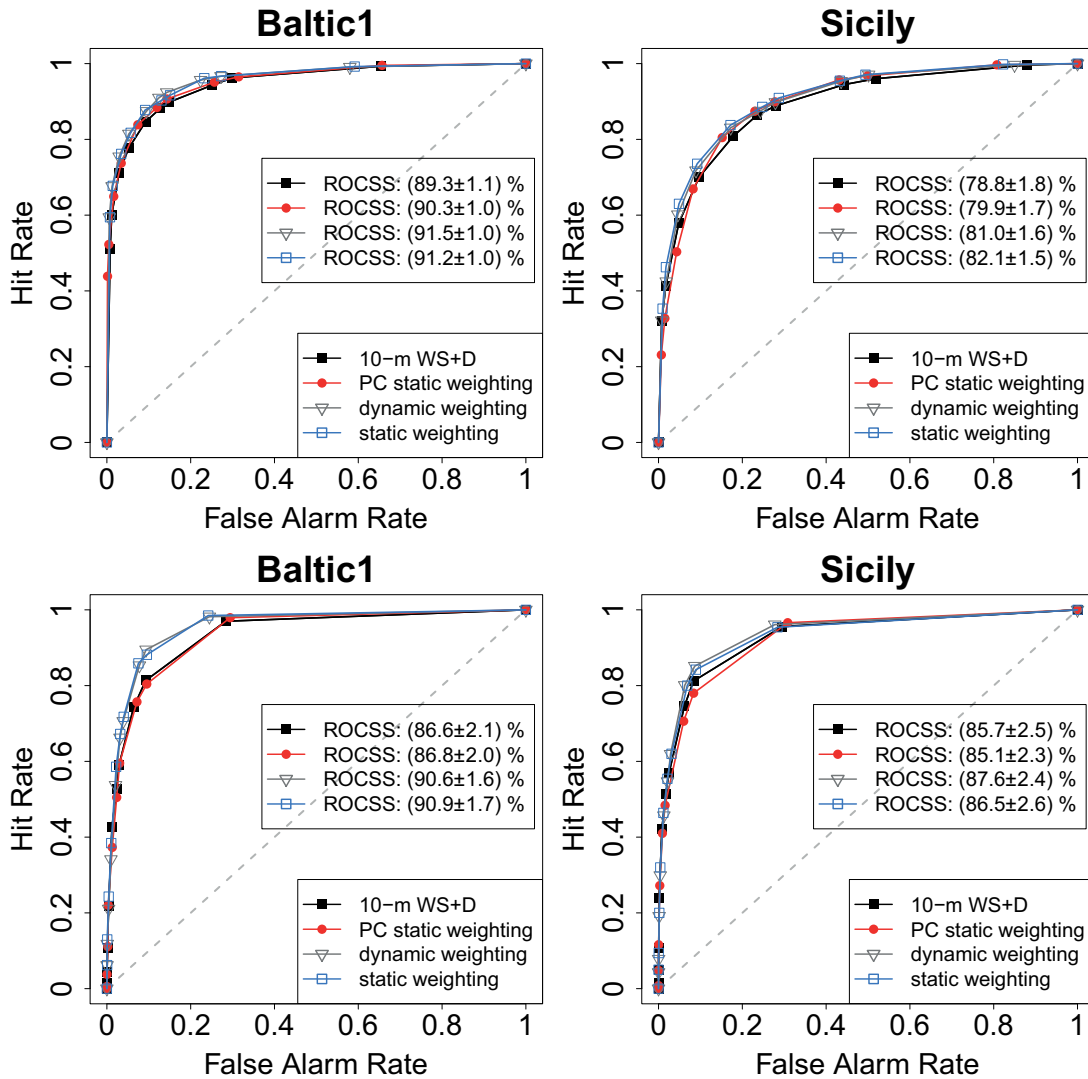 Baltic1
Hit Rate
0
0.2
0.4
0.6
0.8
1
ROCSS: (89.3±1.1) %
ROCSS: (90.3±1.0) %
ROCSS: (91.5±1.0) %
ROCSS: (91.2±1.0) %
10−m WS+D
PC static weighting
dynamic weighting
static weighting
0 0.2 0.4 0.6 0.8 1
False Alarm Rate
Sicily
Hit Rate
0
0.2
0.4
0.6
0.8
1
ROCSS: (78.8±1.8) %
ROCSS: (79.9±1.7) %
ROCSS: (81.0±1.6) %
ROCSS: (82.1±1.5) %
10−m WS+D
PC static weighting
dynamic weighting
static weighting
0 0.2 0.4 0.6 0.8 1
False Alarm Rate
Baltic1
Hit Rate
0
0.2
0.4
0.6
0.8
1
ROCSS: (86.6±2.1) %
ROCSS: (86.8±2.0) %
ROCSS: (90.6±1.6) %
ROCSS: (90.9±1.7) %
10−m WS+D
PC static weighting
dynamic weighting
static weighting
0 0.2 0.4 0.6 0.8 1
False Alarm Rate
Sicily
Hit Rate
0
0.2
0.4
0.6
0.8
1
ROCSS: (85.7±2.5) %
ROCSS: (85.1±2.3) %
ROCSS: (87.6±2.4) %
ROCSS: (86.5±2.6) %
10−m WS+D
PC static weighting
dynamic weighting
static weighting
0 0.2 0.4 0.6 0.8 1
False Alarm Rate